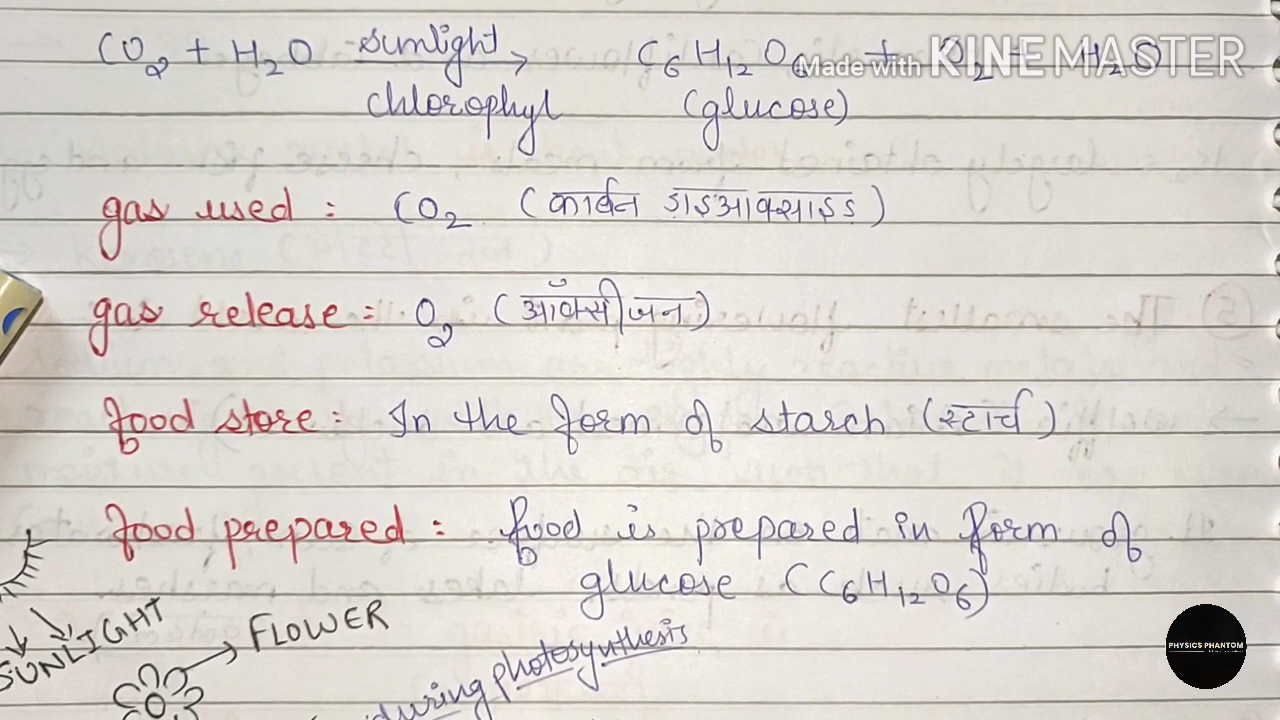 CO2 + H2O sunlight → C6H12O6 + O2 + H2O
chlorophyl (glucose)
Made with KINEMASTER
gas used : CO2 (कार्बन डाइआक्साइड)
gas release : O2 (ऑक्सीजन)
food store : In the form of starch (स्टार्च)
food prepared : food is prepared in form of
glucose (C6H12O6)
SUNLIGHT
FLOWER
during photosynthesis
PHYSICS PHANTOM